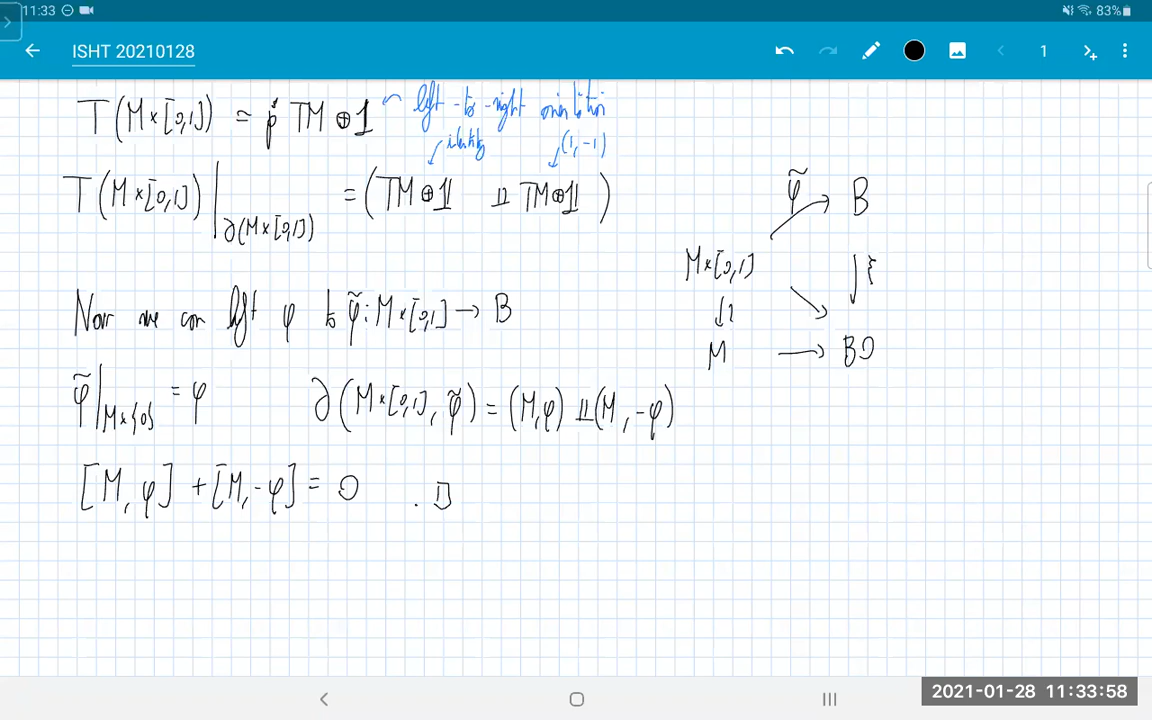 11:33 83%
ISHT 20210128
1
T(M×[0,1]) ≃ p* TM ⊕ 1 left-to-right orientation
identity (1,-1)
T(M×[0,1])|∂(M×[0,1]) = (TM⊕1 ⨿ TM⊕1)
φ̃ B
M×[0,1] ξ
M → BO
Now we can lift φ to φ̃: M×[0,1] → B
φ̃|M×{0} = φ ∂(M×[0,1], φ̃) = (M,φ) ⨿ (M,-φ)
[M,φ] + [M,-φ] = 0 . □
2021-01-28 11:33:58